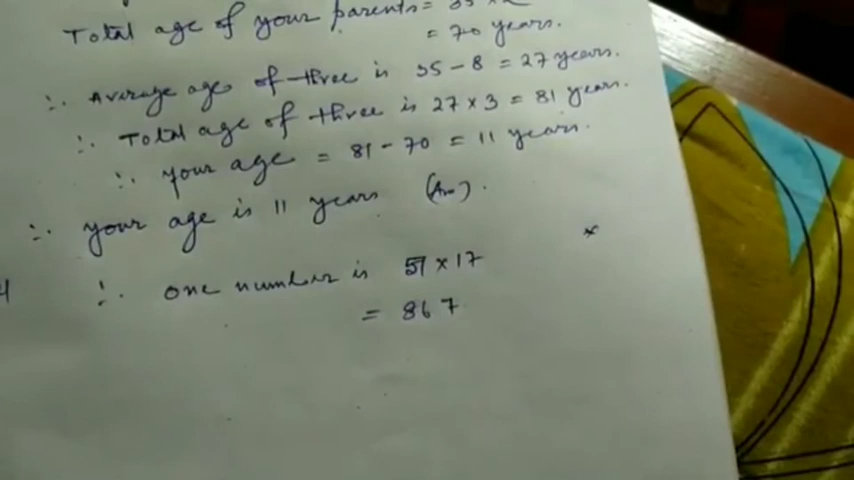 Total age of your parents = 35 × 2
= 70 years.
∴ Average age of three is 35 - 8 = 27 years.
∴ Total age of three is 27 × 3 = 81 years.
∴ your age = 81 - 70 = 11 years.
∴ your age is 11 years (Ans).
∴ one number is 51 × 17
= 867